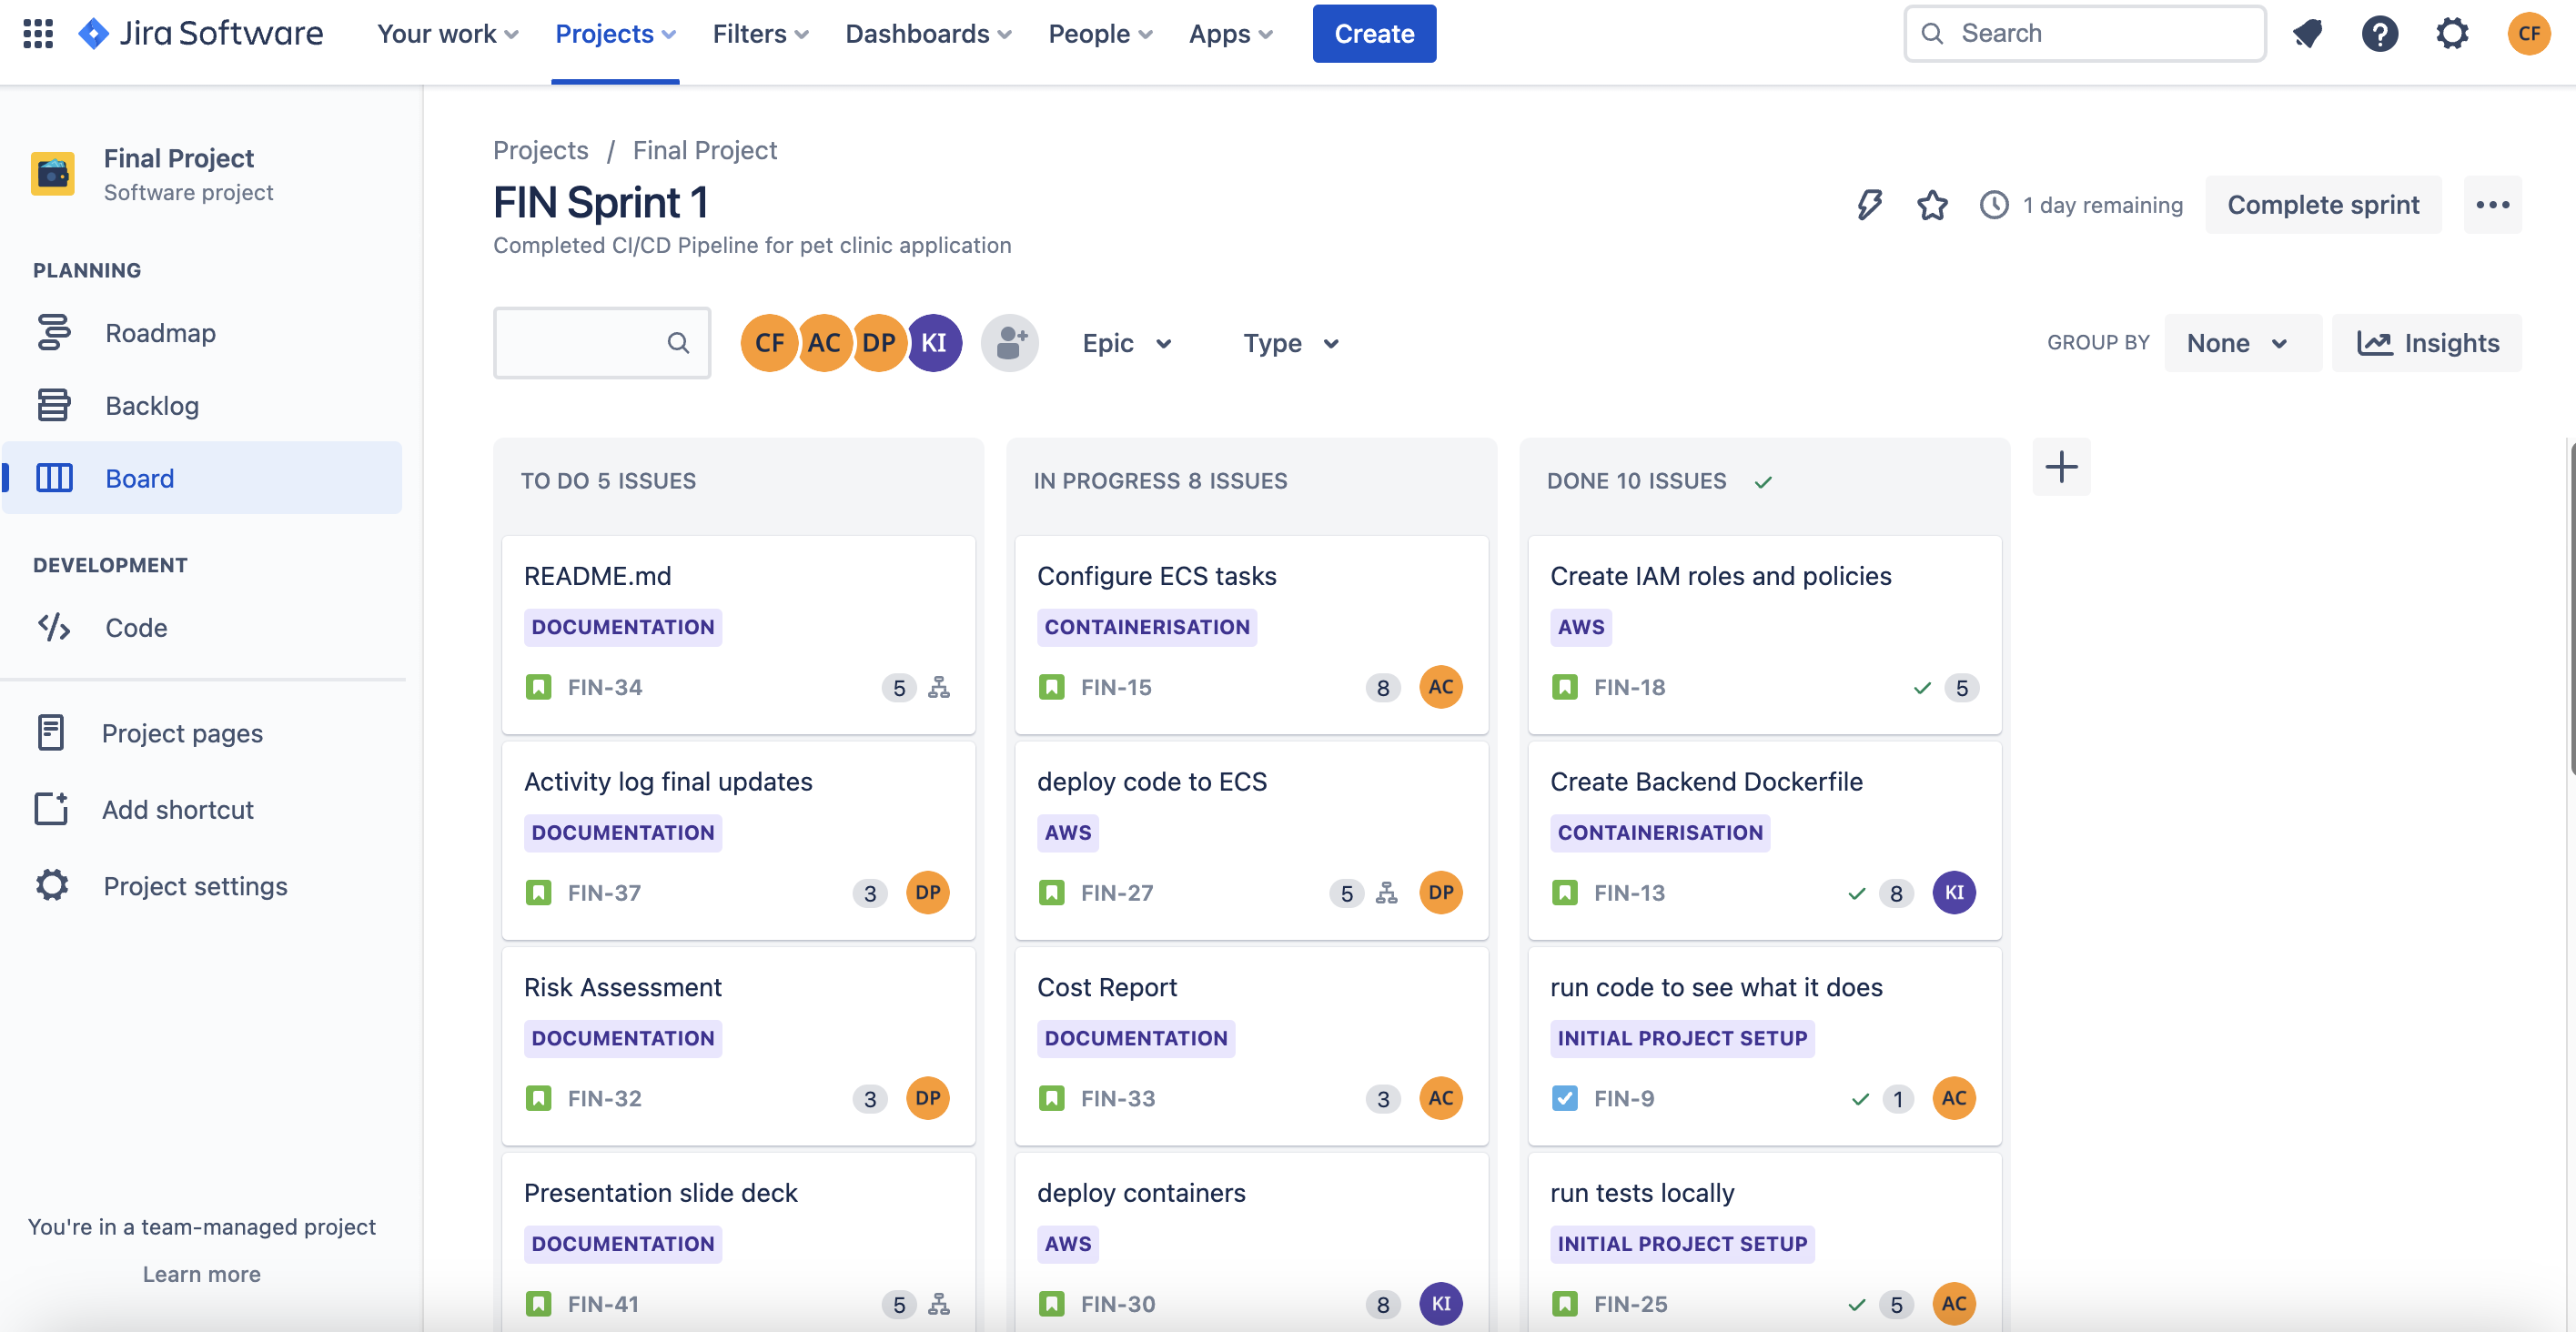 Jira Software
Your work
Projects
Filters
Dashboards
People
Apps
Create
Search
?
CF
Final Project
Software project
PLANNING
Roadmap
Backlog
Board
DEVELOPMENT
Code
Project pages
Add shortcut
Project settings
You're in a team-managed project
Learn more
Projects / Final Project
FIN Sprint 1
1 day remaining
Complete sprint
Completed CI/CD Pipeline for pet clinic application
CF AC DP KI
Epic
Type
GROUP BY
None
Insights
TO DO 5 ISSUES
README.md
DOCUMENTATION
FIN-34 5
Activity log final updates
DOCUMENTATION
FIN-37 3 DP
Risk Assessment
DOCUMENTATION
FIN-32 3 DP
Presentation slide deck
DOCUMENTATION
FIN-41 5
IN PROGRESS 8 ISSUES
Configure ECS tasks
CONTAINERISATION
FIN-15 8 AC
deploy code to ECS
AWS
FIN-27 5 DP
Cost Report
DOCUMENTATION
FIN-33 3 AC
deploy containers
AWS
FIN-30 8 KI
DONE 10 ISSUES
Create IAM roles and policies
AWS
FIN-18 5
Create Backend Dockerfile
CONTAINERISATION
FIN-13 8 KI
run code to see what it does
INITIAL PROJECT SETUP
FIN-9 1 AC
run tests locally
INITIAL PROJECT SETUP
FIN-25 5 AC